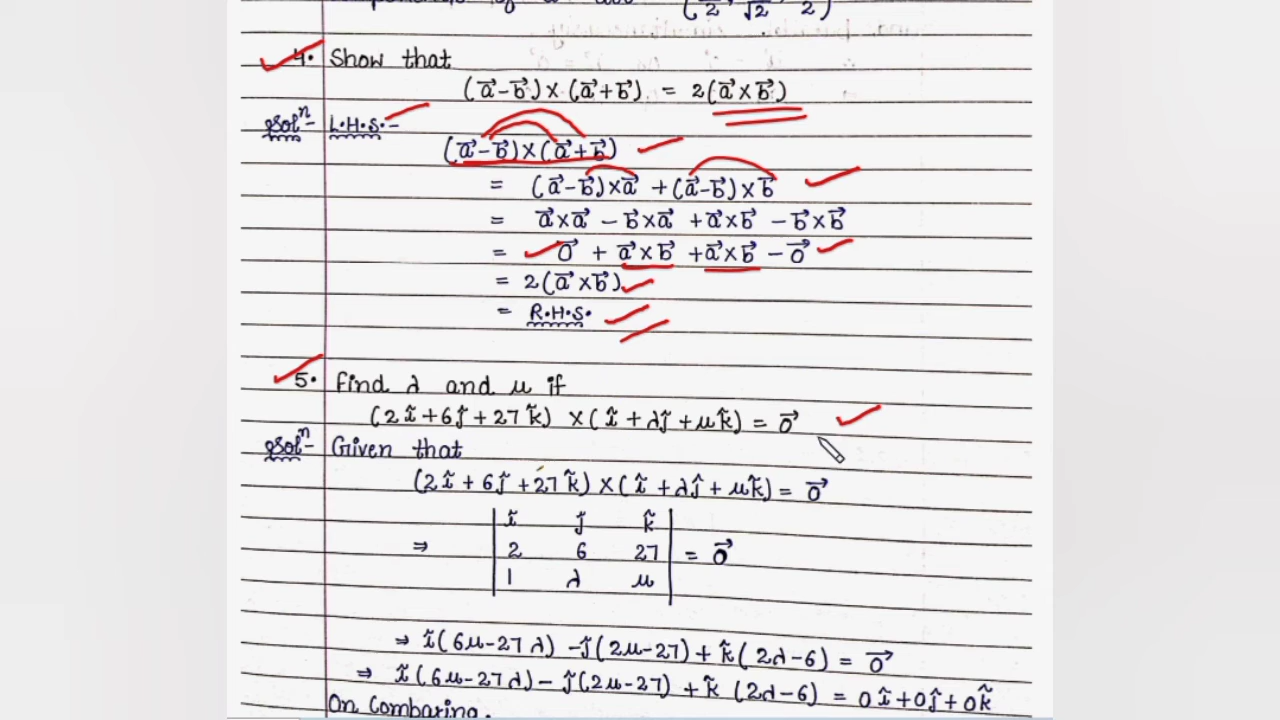 4. Show that
(a⃗-b⃗)×(a⃗+b⃗) = 2(a⃗×b⃗)
Solⁿ- L.H.S.-
(a⃗-b⃗)×(a⃗+b⃗)
= (a⃗-b⃗)×a⃗ +(a⃗-b⃗)×b⃗
= a⃗×a⃗ - b⃗×a⃗ +a⃗×b⃗ - b⃗×b⃗
= 0⃗ + a⃗×b⃗ +a⃗×b⃗ - 0⃗
= 2(a⃗×b⃗)
= R.H.S.
5. Find λ and μ if
(2î+6ĵ+27k̂) ×(î+λĵ+μk̂) = 0⃗
Solⁿ- Given that
(2î+6ĵ+27k̂)×(î+λĵ+μk̂) = 0⃗
î ĵ k̂
⇒ 2 6 27 = 0⃗
1 λ μ
⇒ î(6μ-27λ) -ĵ(2μ-27)+k̂(2λ-6) = 0⃗
⇒ î(6μ-27λ)- ĵ(2μ-27) +k̂ (2λ-6) = 0î+0ĵ+0k̂
On Combaring.